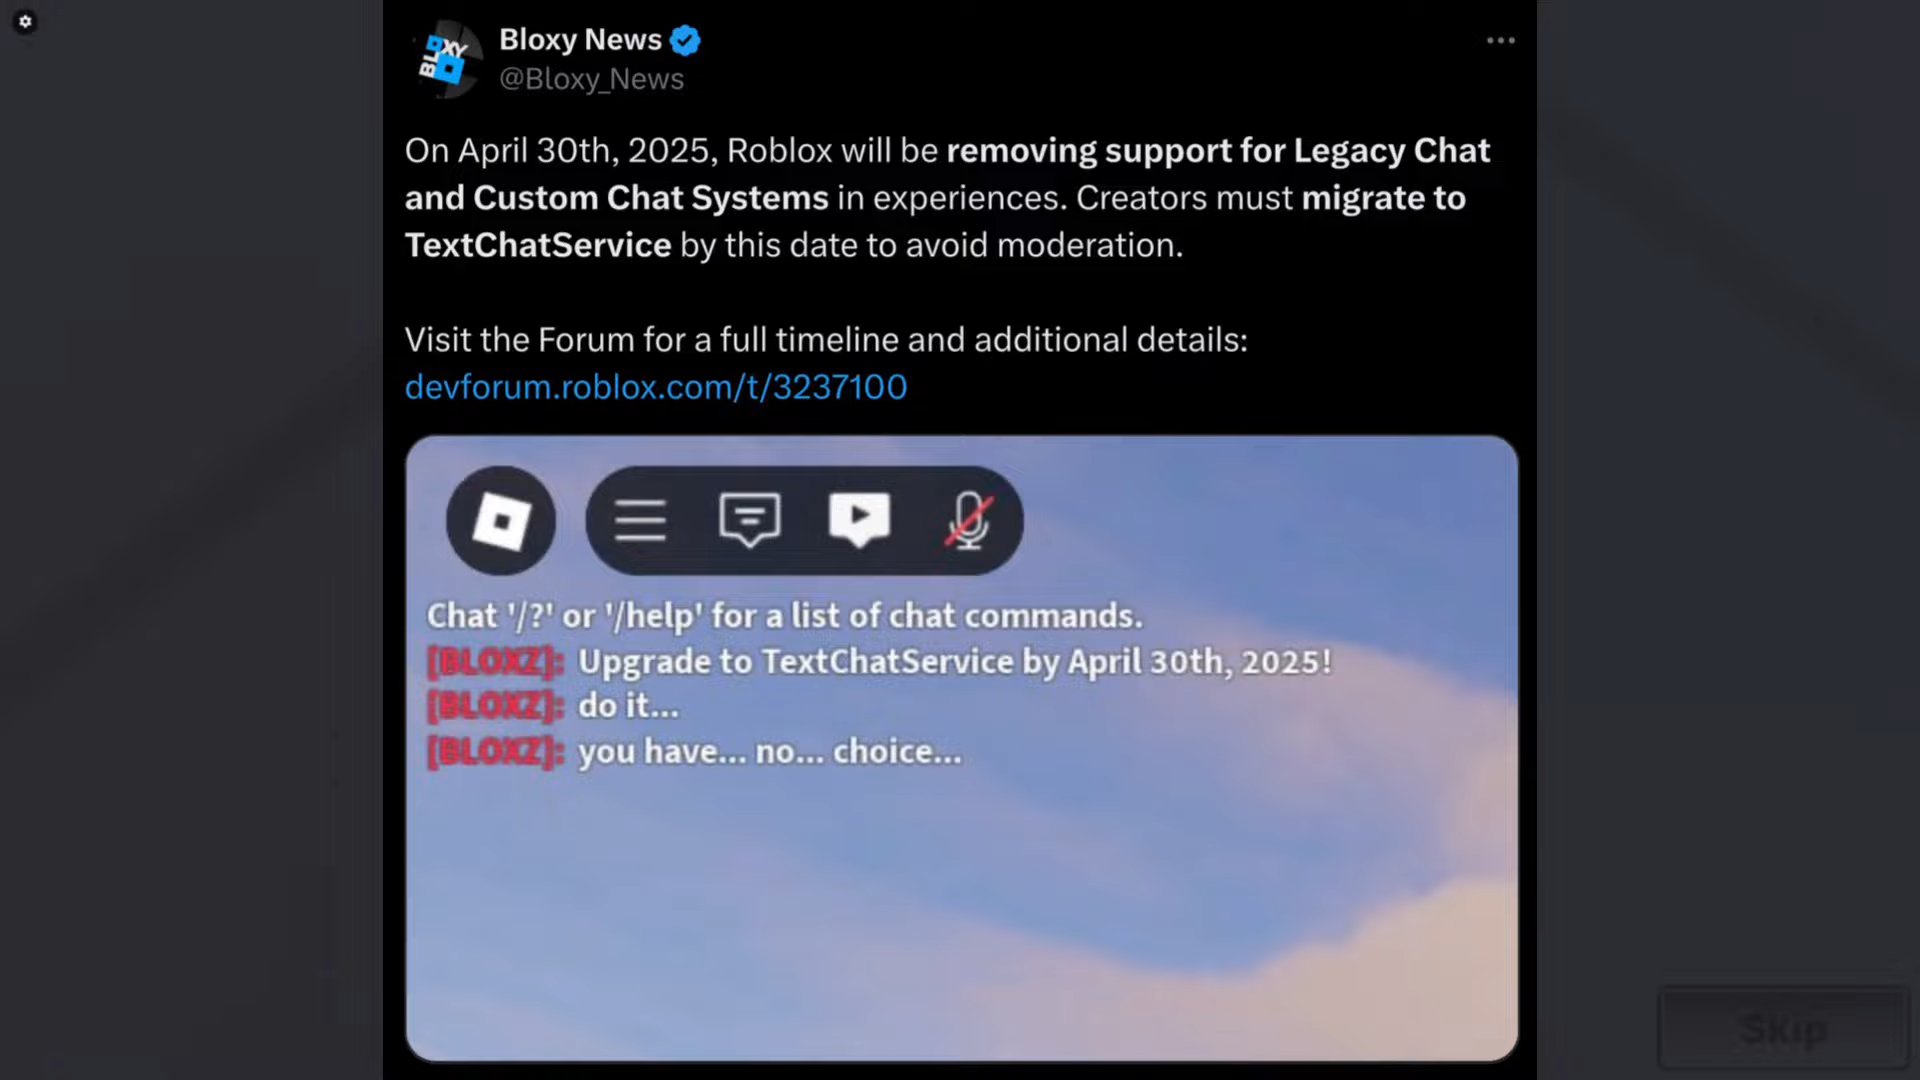 BLOXY
Bloxy News
@Bloxy_News
On April 30th, 2025, Roblox will be removing support for Legacy Chat
and Custom Chat Systems in experiences. Creators must migrate to
TextChatService by this date to avoid moderation.
Visit the Forum for a full timeline and additional details:
devforum.roblox.com/t/3237100
Chat '/?' or '/help' for a list of chat commands.
[BLOXZ]: Upgrade to TextChatService by April 30th, 2025!
[BLOXZ]: do it...
[BLOXZ]: you have... no... choice...
Skip